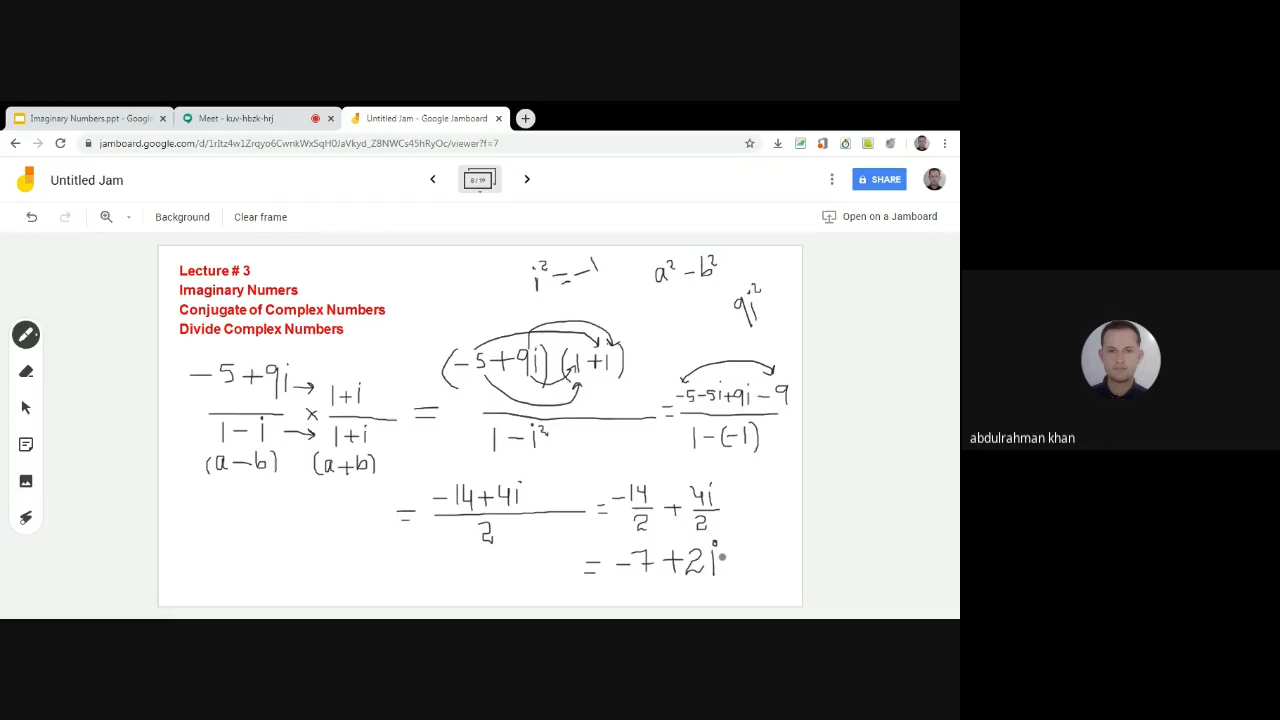 Imaginary Numbers.ppt - Google
Meet - kuv-hbzk-hrj
Untitled Jam - Google Jamboard
jamboard.google.com/d/1rItz4w1Zrqyo6CwnkWxSqH0JaVkyd_Z8NWCs45hRyOc/viewer?f=7
Untitled Jam
8 / 19
SHARE
Background
Clear frame
Open on a Jamboard
Lecture # 3
Imaginary Numers
Conjugate of Complex Numbers
Divide Complex Numbers
i² = -1
a² - b²
9i²
-5+9i → 1+i
1-i → × 1+i
(a-b) (a+b)
= (-5+9i)(1+i)
1-i²
= -5-5i+9i-9
1-(-1)
= -14+4i
2
= -14/2 + 4i/2
= -7+2i
abdulrahman khan